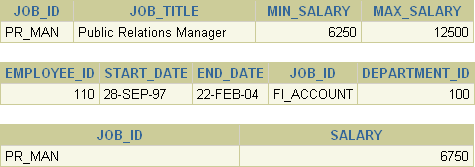 JOB_ID JOB_TITLE MIN_SALARY MAX_SALARY
PR_MAN Public Relations Manager 6250 12500
EMPLOYEE_ID START_DATE END_DATE JOB_ID DEPARTMENT_ID
110 28-SEP-97 22-FEB-04 FI_ACCOUNT 100
JOB_ID SALARY
PR_MAN 6750